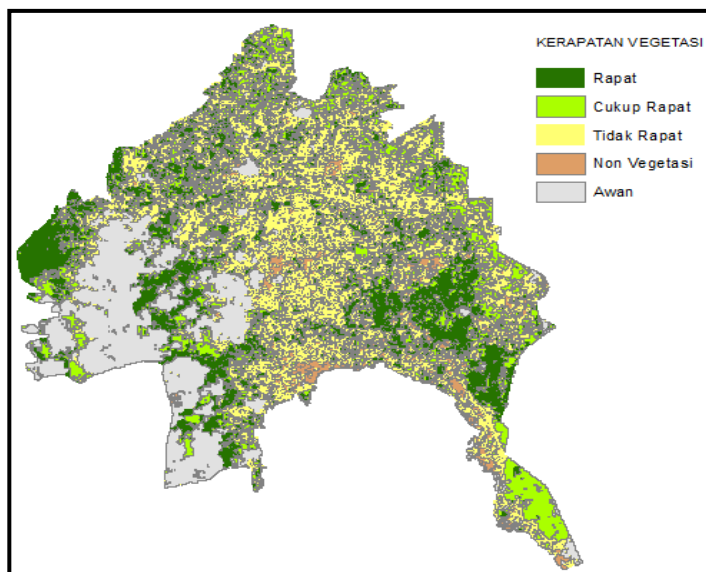 KERAPATAN VEGETASI
Rapat
Cukup Rapat
Tidak Rapat
Non Vegetasi
Awan